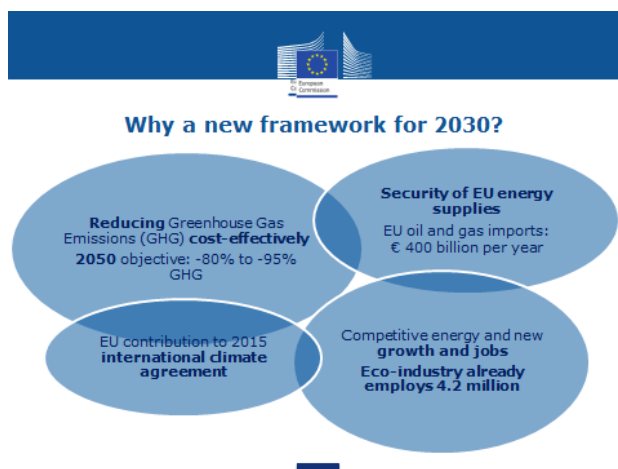 European
Commission
Why a new framework for 2030?
Reducing Greenhouse Gas
Emissions (GHG) cost-effectively
2050 objective: -80% to -95%
GHG
Security of EU energy
supplies
EU oil and gas imports:
€ 400 billion per year
EU contribution to 2015
international climate
agreement
Competitive energy and new
growth and jobs
Eco-industry already
employs 4.2 million